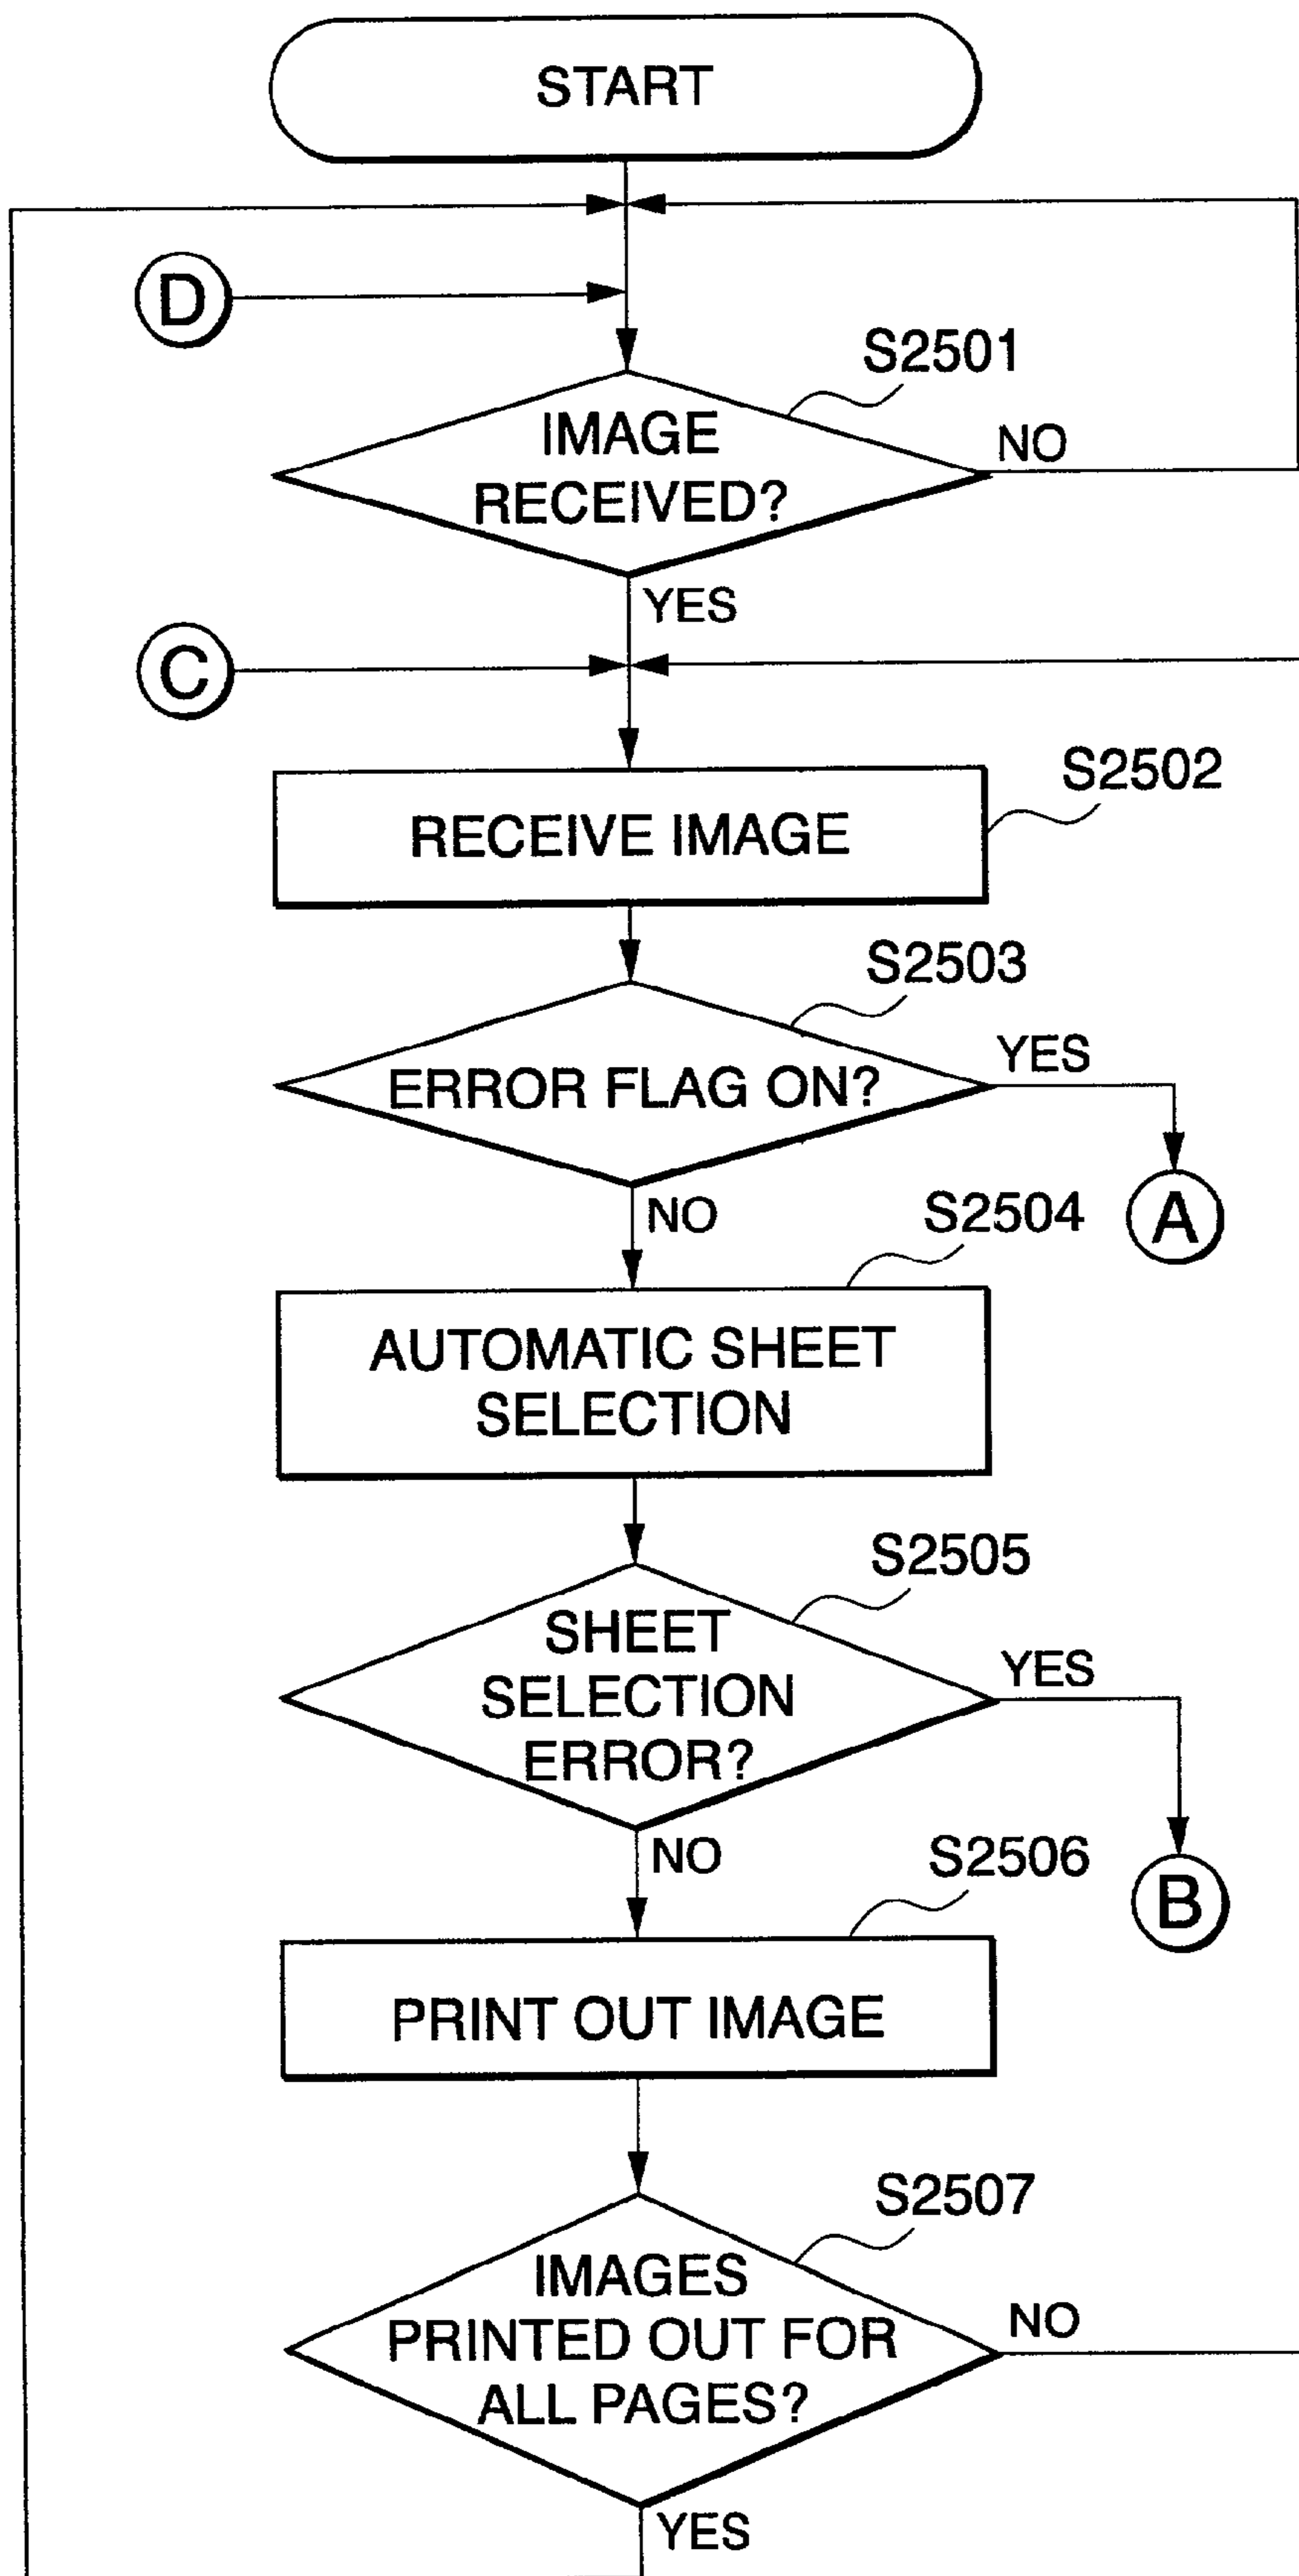 START
D
S2501
IMAGE
RECEIVED?
NO
YES
C
S2502
RECEIVE IMAGE
S2503
ERROR FLAG ON?
YES
A
NO
S2504
AUTOMATIC SHEET
SELECTION
S2505
SHEET
SELECTION
ERROR?
YES
B
NO
S2506
PRINT OUT IMAGE
S2507
IMAGES
PRINTED OUT FOR
ALL PAGES?
NO
YES